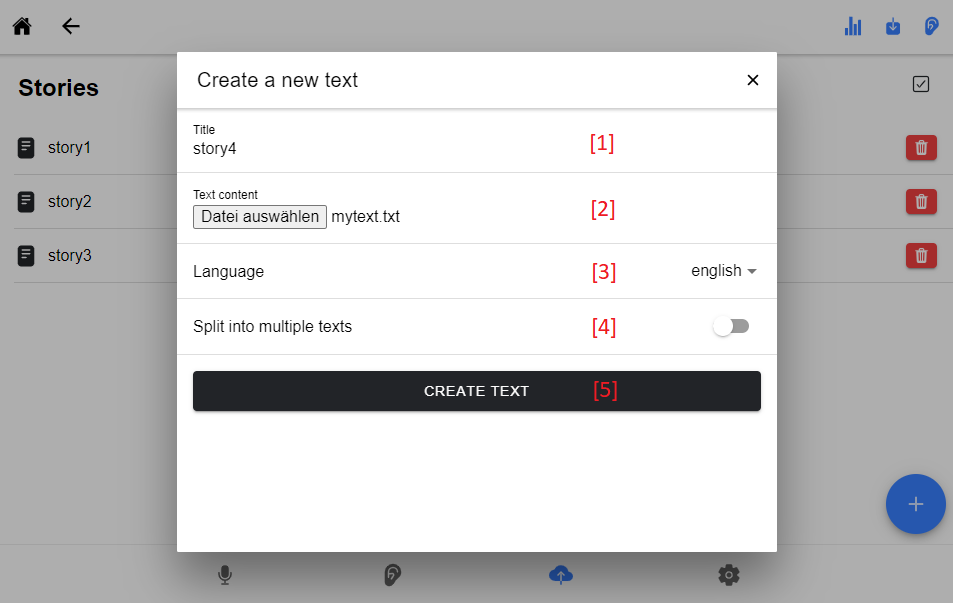 Create a new text
Stories
Title
story4
[1]
story1
Text content
Datei auswählen mytext.txt
[2]
story2
story3
Language
[3]
english
Split into multiple texts
[4]
CREATE TEXT
[5]